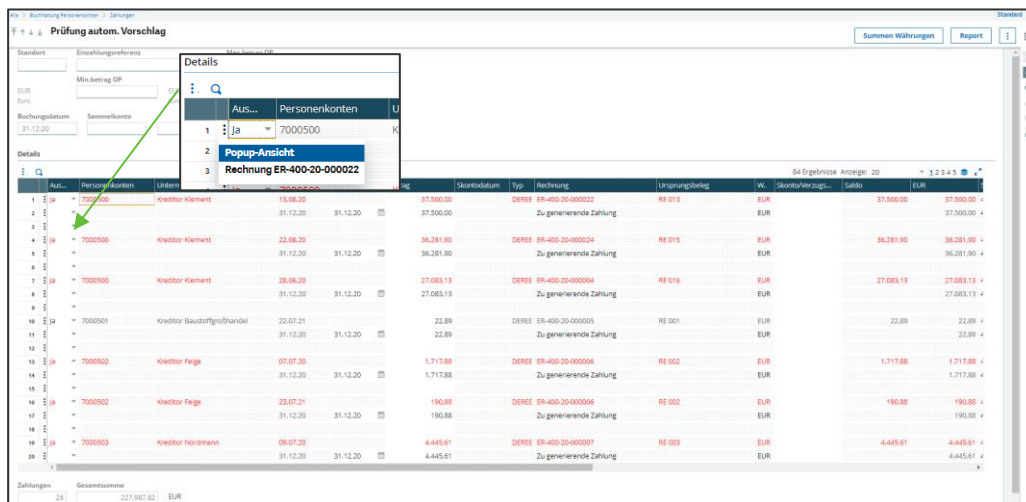 Alle > Buchhaltung Personenkonten > Zahlungen
Standard
Prüfung autom. Vorschlag
Summen Währungen
Report
Standort Einzahlungsreferenz Max.betrag OP
Min.betrag OP
EUR
Euro
Buchungsdatum Sammelkonto
31.12.20
Details
Aus... Personenkonten U
1 Ja 7000500 K
2 Popup-Ansicht
3 Rechnung ER-400-20-000022
Details
84 Ergebnisse Anzeige: 20 1 2 3 4 5
Aus... Personenkonten Untern Skontodatum Typ Rechnung Ursprungsbeleg W.. Skonto/Verzugs... Saldo EUR
1 Ja 7000500 Kreditor Klement 13.08.20 37.500,00 DEREE ER-400-20-000022 RE 013 EUR 37.500,00 37.500,00
2 31.12.20 31.12.20 37.500,00 Zu generierende Zahlung EUR 37.500,00
3
4 Ja 7000500 Kreditor Klement 22.08.20 36.281,90 DEREE ER-400-20-000024 RE 015 EUR 36.281,90 36.281,90
5 31.12.20 31.12.20 36.281,90 Zu generierende Zahlung EUR 36.281,90
6
7 Ja 7000500 Kreditor Klement 28.06.20 27.083,13 DEREE ER-400-20-000004 RE 016 EUR 27.083,13 27.083,13
8 31.12.20 31.12.20 27.083,13 Zu generierende Zahlung EUR 27.083,13
9
10 Ja 7000501 Kreditor Baustoffgroßhandel 22.07.21 22,89 DEREE ER-400-20-000005 RE 001 EUR 22,89 22,89
11 31.12.20 31.12.20 22,89 Zu generierende Zahlung EUR 22,89
12
13 Ja 7000502 Kreditor Feige 07.07.20 1.717,88 DEREE ER-400-20-000006 RE 002 EUR 1.717,88 1.717,88
14 31.12.20 31.12.20 1.717,88 Zu generierende Zahlung EUR 1.717,88
15
16 Ja 7000502 Kreditor Feige 23.07.21 190,88 DEREE ER-400-20-000006 RE 002 EUR 190,88 190,88
17 31.12.20 31.12.20 190,88 Zu generierende Zahlung EUR 190,88
18
19 Ja 7000503 Kreditor Nordmann 09.07.20 4.445,61 DEREE ER-400-20-000007 RE 003 EUR 4.445,61 4.445,61
20 31.12.20 31.12.20 4.445,61 Zu generierende Zahlung EUR 4.445,61
Zahlungen Gesamtsumme
28 227.987,82 EUR